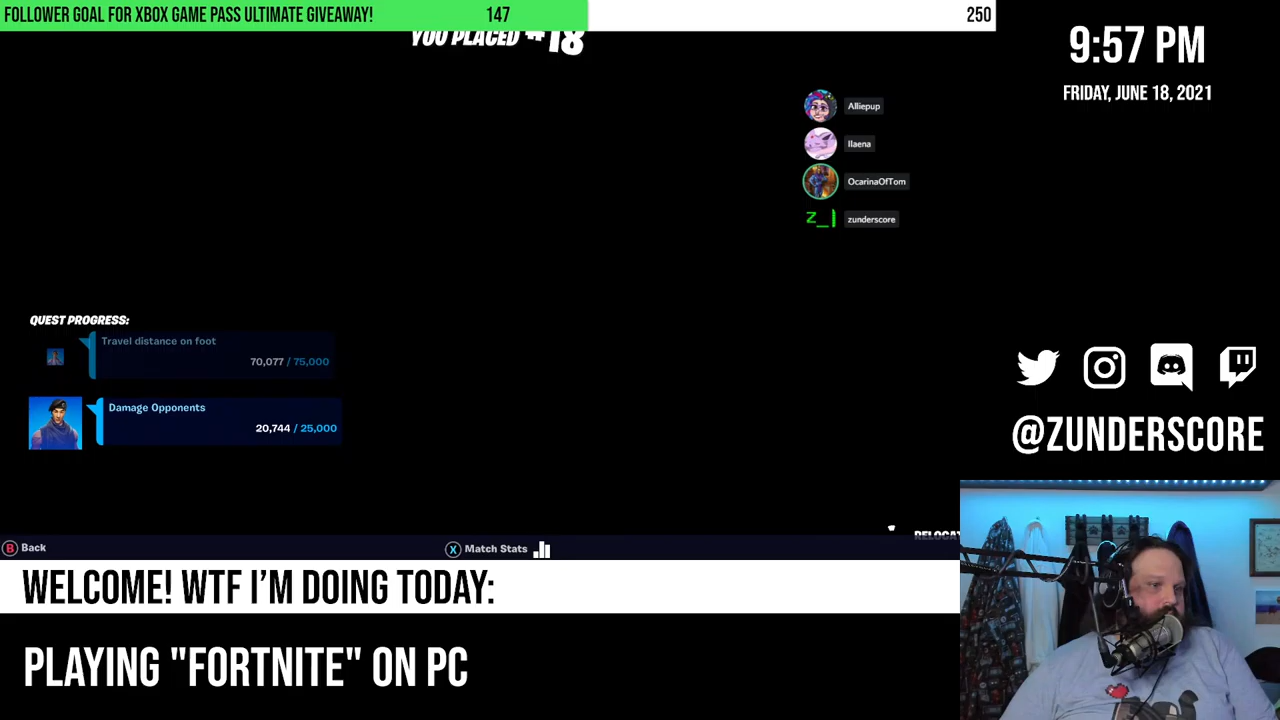 FOLLOWER GOAL FOR XBOX GAME PASS ULTIMATE GIVEAWAY! 147 250
YOU PLACED #18
9:57 PM
FRIDAY, JUNE 18, 2021
Alliepup
Ilaena
OcarinaOfTom
z_| zunderscore
QUEST PROGRESS:
Travel distance on foot
70,077 / 75,000
Damage Opponents
20,744 / 25,000
@ZUNDERSCORE
B Back
X Match Stats
WELCOME! WTF I'M DOING TODAY:
PLAYING "FORTNITE" ON PC